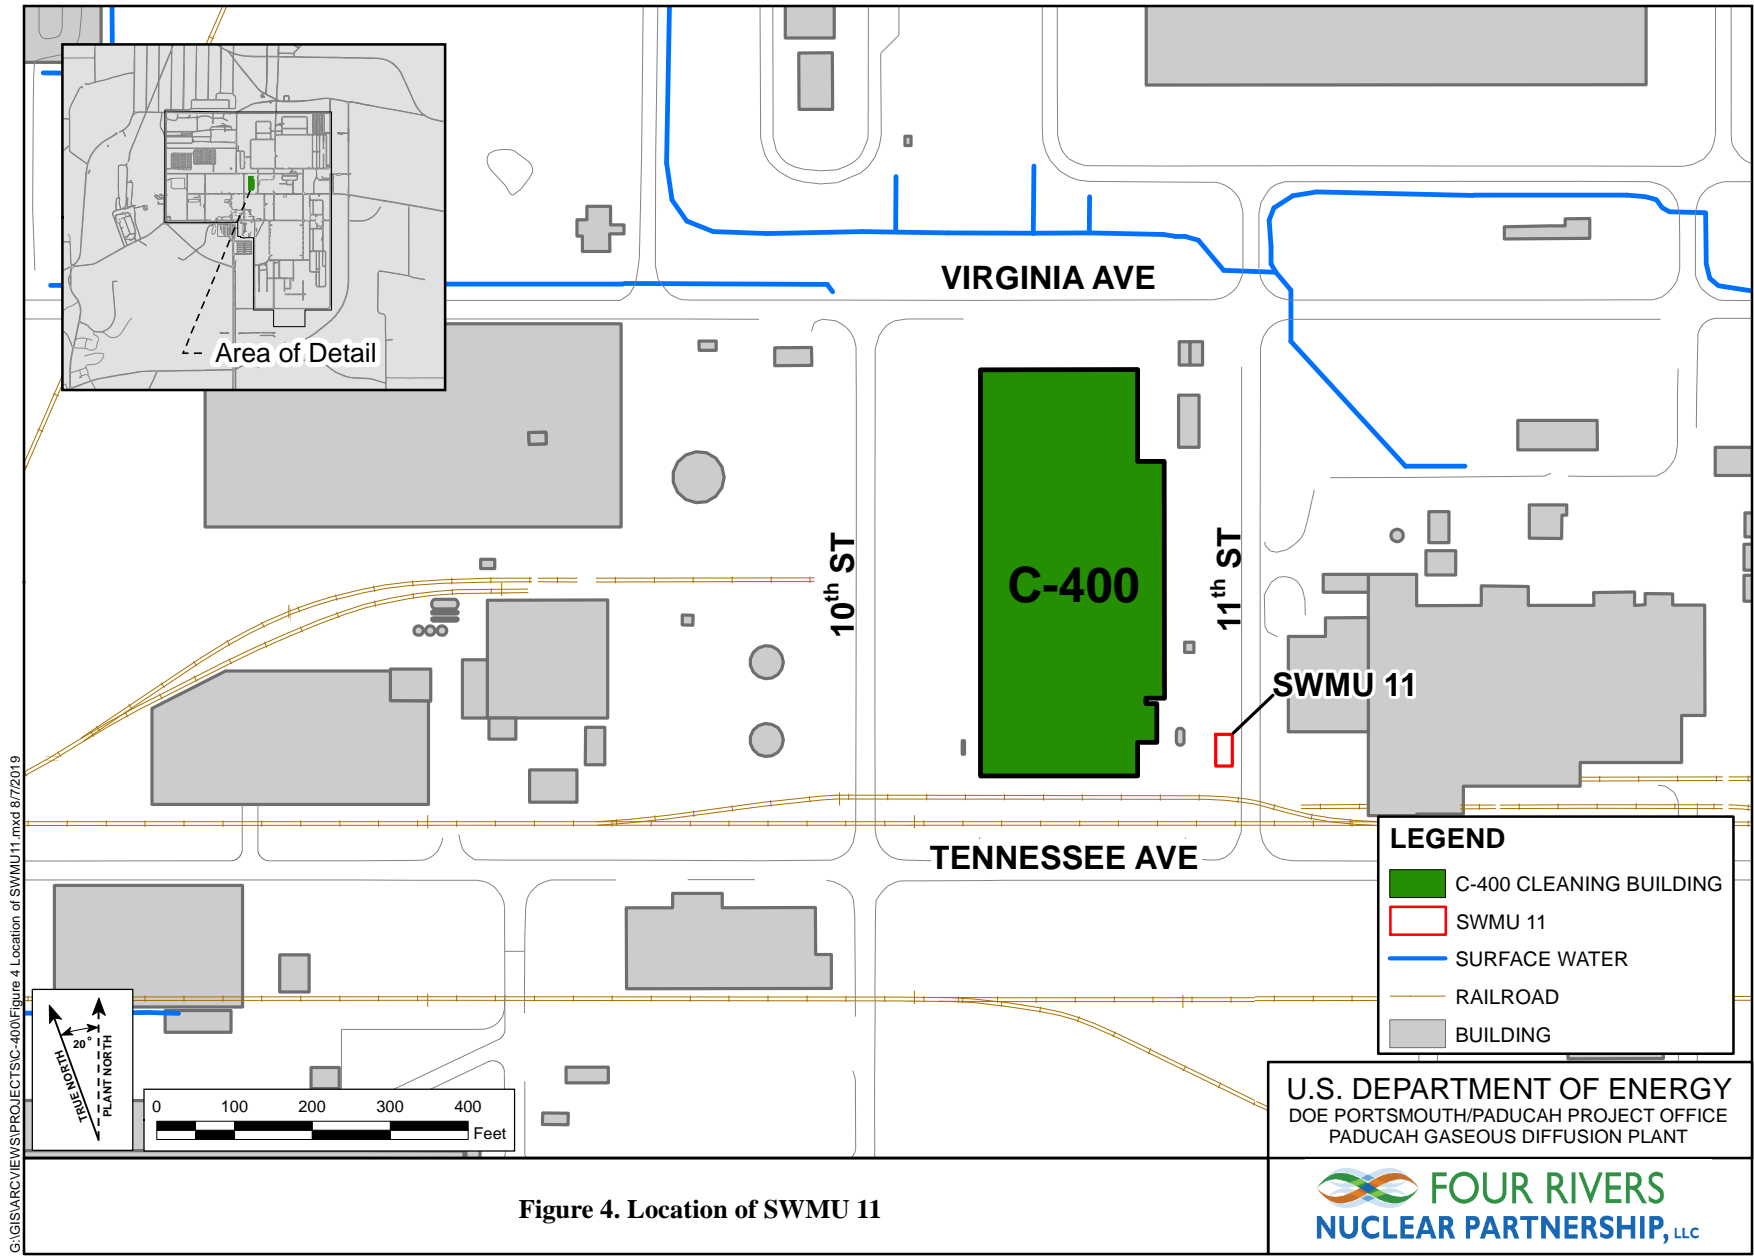 Area of Detail
VIRGINIA AVE
10th ST
C-400
11th ST
SWMU 11
TENNESSEE AVE
LEGEND
C-400 CLEANING BUILDING
SWMU 11
SURFACE WATER
RAILROAD
BUILDING
20°
TRUE NORTH
PLANT NORTH
0 100 200 300 400
Feet
U.S. DEPARTMENT OF ENERGY
DOE PORTSMOUTH/PADUCAH PROJECT OFFICE
PADUCAH GASEOUS DIFFUSION PLANT
Figure 4. Location of SWMU 11
FOUR RIVERS
NUCLEAR PARTNERSHIP, LLC
G:\GIS\ARCVIEWS\PROJECTS\C-400\Figure 4 Location of SWMU11.mxd 8/7/2019